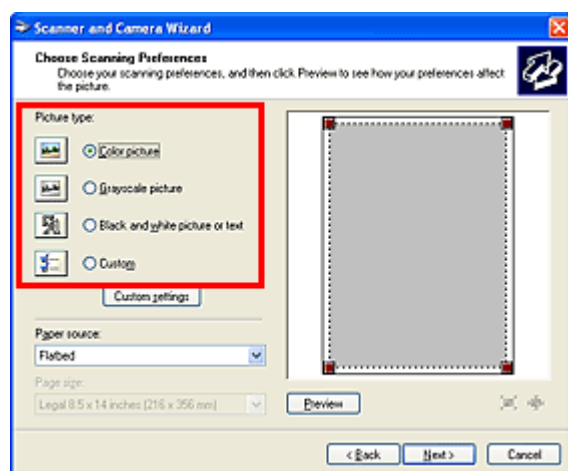 Scanner and Camera Wizard
Choose Scanning Preferences
Choose your scanning preferences, and then click Preview to see how your preferences affect
the picture.
Picture type:
Color picture
Grayscale picture
Black and white picture or text
Custom
Custom settings
Paper source:
Flatbed
Page size:
Legal 8.5 x 14 inches (216 x 356 mm)
Preview
< Back
Next >
Cancel